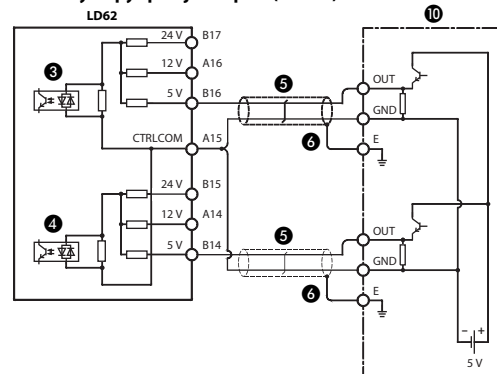 LD62
❿
24 V B17
❸
12 V A16
5 V B16
❺
OUT
GND
CTRLCOM A15
❻
E
24 V B15
12 V A14
❹
5 V B14
❺
OUT
GND
❻
E
− +
5 V